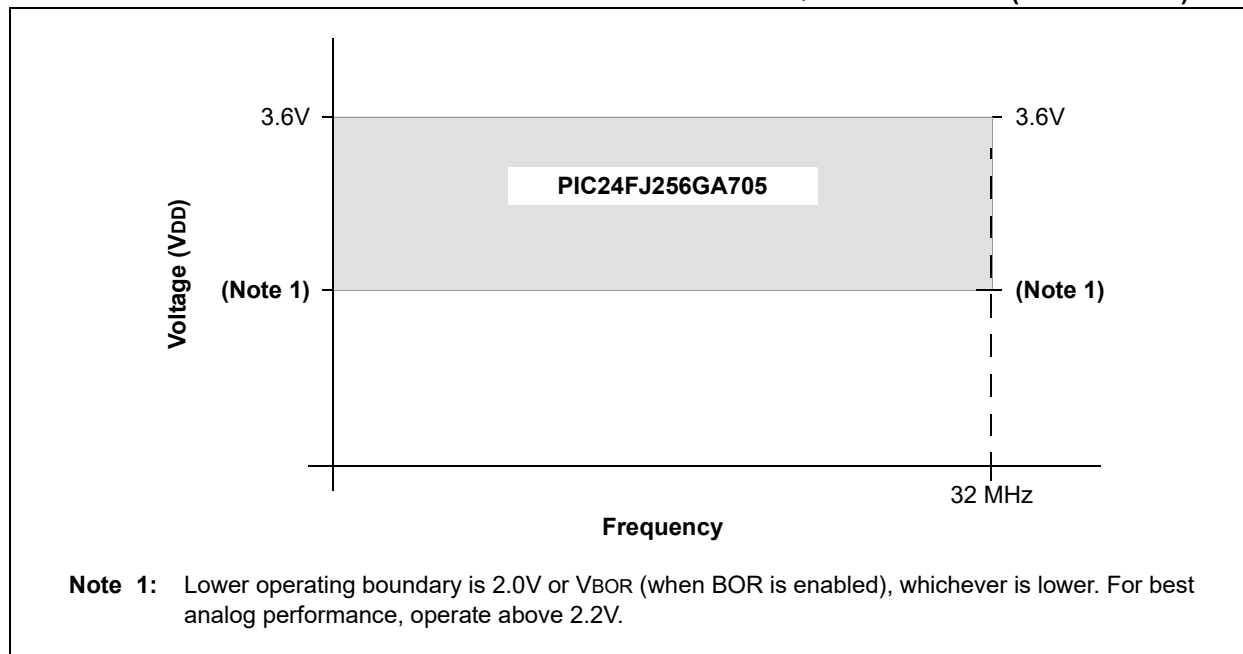 3.6V
3.6V
PIC24FJ256GA705
Voltage (VDD)
(Note 1)
(Note 1)
32 MHz
Frequency
Note 1: Lower operating boundary is 2.0V or VBOR (when BOR is enabled), whichever is lower. For best
analog performance, operate above 2.2V.